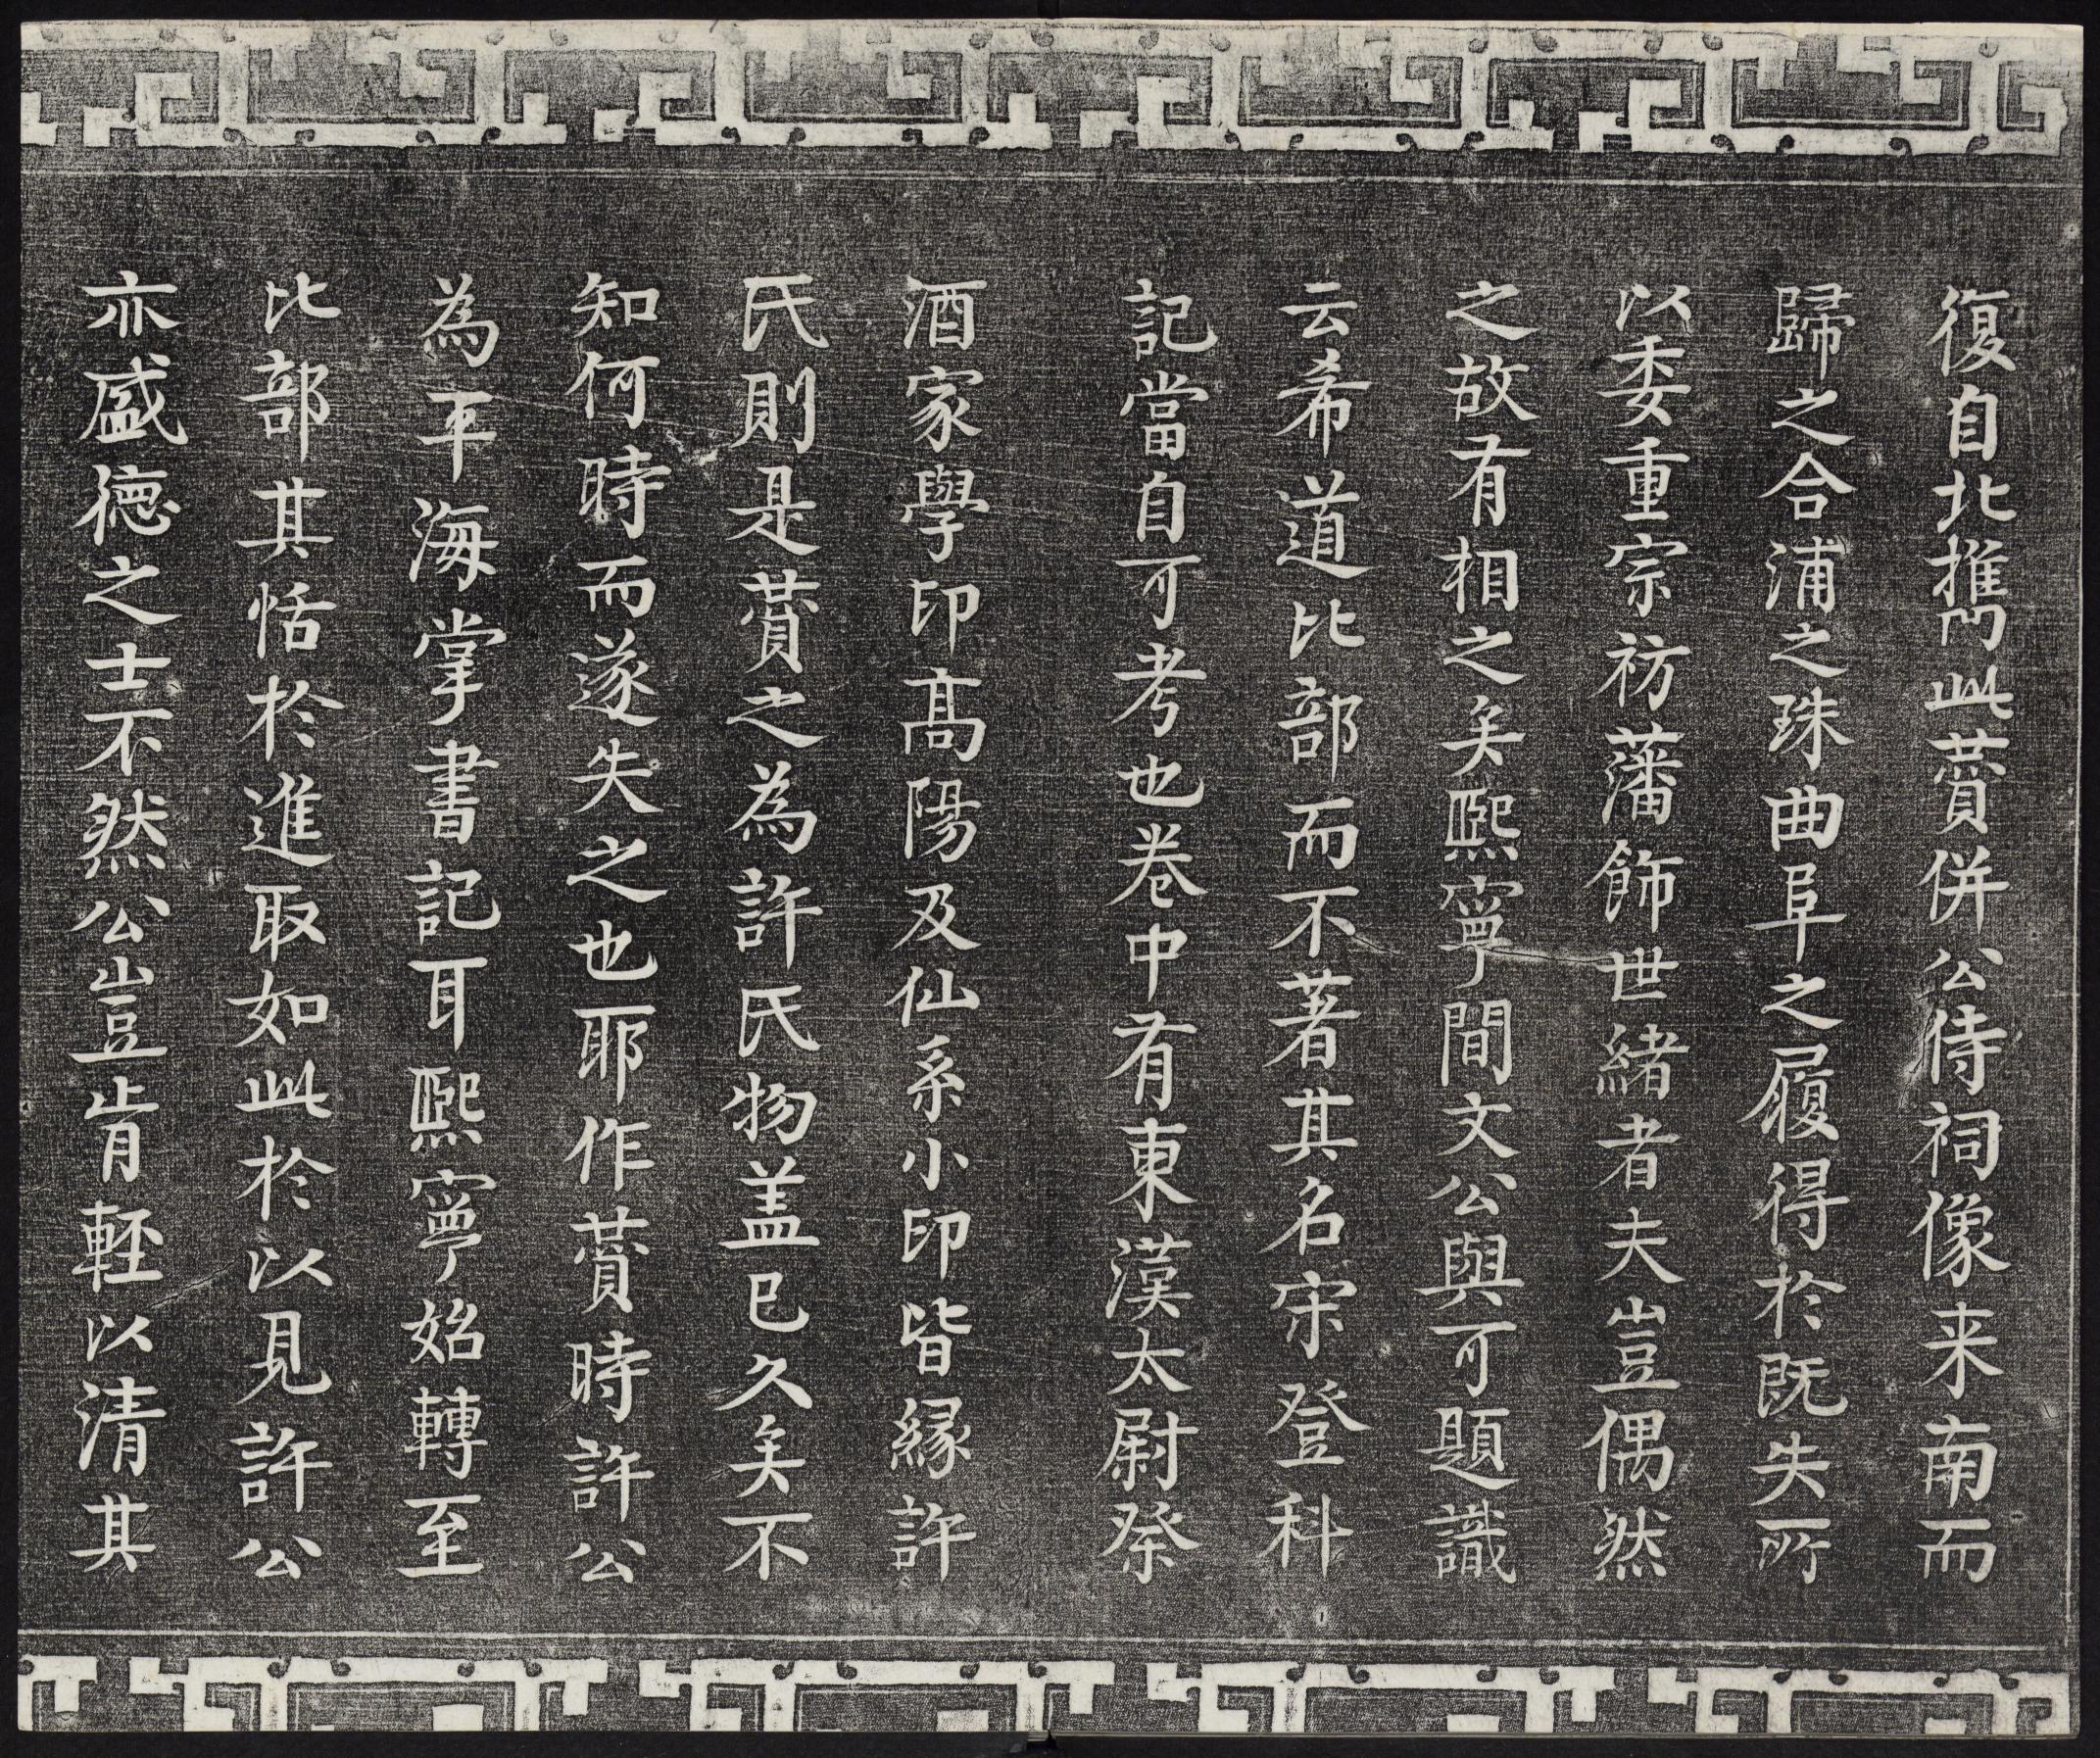 復自北攜此賛併公侍祠像来南而
歸之合浦之珠曲阜之履得於既失所
以委重宗祊藩飾世緒者夫豈偶然
之故有相之矣熙寧間文公與可題識
云希道比部而不著其名宋登科
記當自可考也卷中有東漢太尉祭
酒家學印高陽及仙系小印皆緣許
氏則是賛之為許氏物盖已久矣不
知何時而遂失之也耶作賛時許公
為平海掌書記耳熙寧始轉至
比部其恬於進取如此於以見許公
亦盛德之士不然公豈肯輕以清其